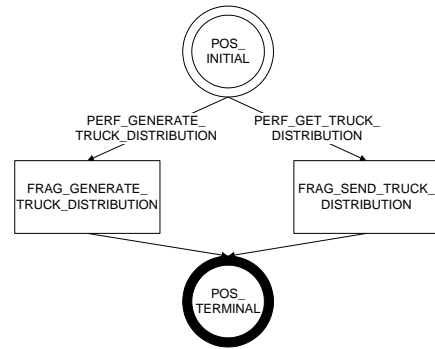 POS_
INITIAL
PERF_GENERATE_
TRUCK_DISTRIBUTION
PERF_GET_TRUCK_
DISTRIBUTION
FRAG_GENERATE_
TRUCK_DISTRIBUTION
FRAG_SEND_TRUCK_
DISTRIBUTION
POS_
TERMINAL